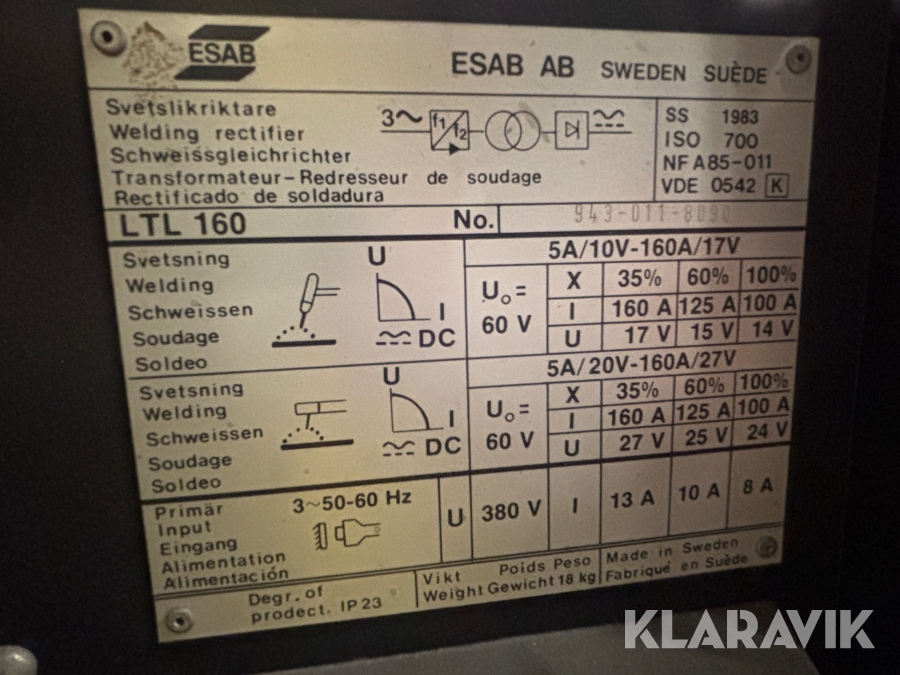 ESAB
ESAB AB SWEDEN SUÈDE
Svetslikriktare
Welding rectifier
Schweissgleichrichter
Transformateur-Redresseur de soudage
Rectificado de soldadura
3~ f1 f2
SS 1983
ISO 700
NF A85-011
VDE 0542 K
LTL 160 No. 943-011-8090
Svetsning
Welding
Schweissen
Soudage
Soldeo
U
I
DC
U₀=
60 V
5A/10V-160A/17V
X 35% 60% 100%
I 160 A 125 A 100 A
U 17 V 15 V 14 V
Svetsning
Welding
Schweissen
Soudage
Soldeo
U
I
DC
U₀=
60 V
5A/20V-160A/27V
X 35% 60% 100%
I 160 A 125 A 100 A
U 27 V 25 V 24 V
Primär
Input
Eingang
Alimentation
Alimentación
3~50-60 Hz
U 380 V I 13 A 10 A 8 A
Degr. of
prodect. IP 23
Vikt Poids Peso
Weight Gewicht 18 kg
Made in Sweden
Fabriqué en Suède
KLARAVIK